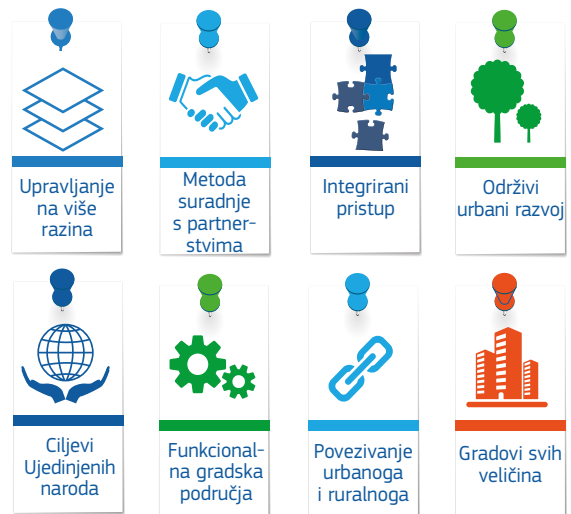 Upravljanje
na više
razina
Metoda
suradnje
s partner-
stvima
Integrirani
pristup
Održivi
urbani razvoj
Ciljevi
Ujedinjenih
naroda
Funkcional-
na gradska
područja
Povezivanje
urbanoga
i ruralnoga
Gradovi svih
veličina